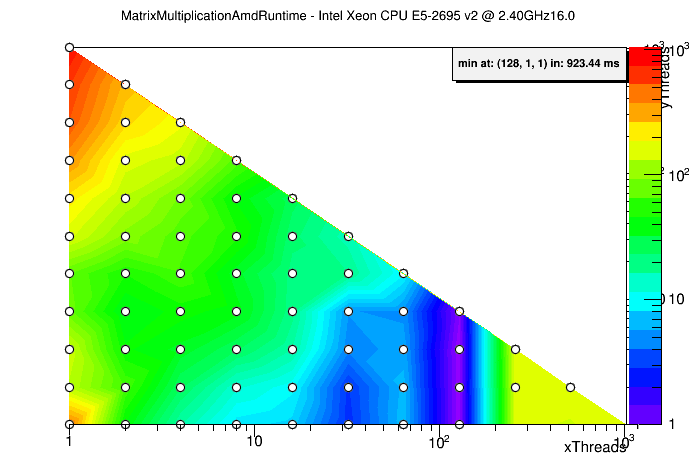 MatrixMultiplicationAmdRuntime - Intel Xeon CPU E5-2695 v2 @ 2.40GHz16.0
min at: (128, 1, 1) in: 923.44 ms
10³
yThreads
10²
10
1
1 10 10² 10³
xThreads